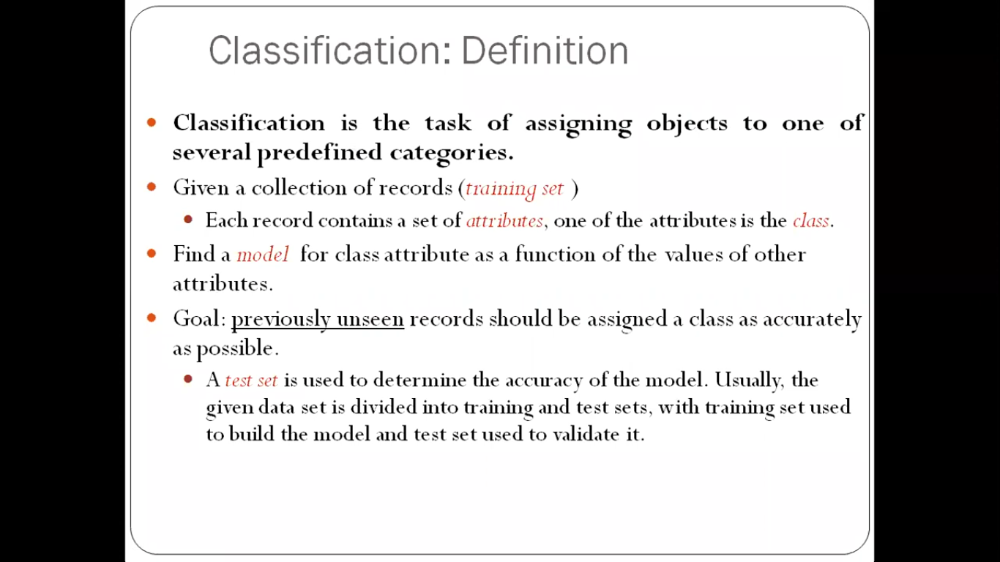 Classification: Definition
• Classification is the task of assigning objects to one of
several predefined categories.
• Given a collection of records (training set )
• Each record contains a set of attributes, one of the attributes is the class.
• Find a model for class attribute as a function of the values of other
attributes.
• Goal: previously unseen records should be assigned a class as accurately
as possible.
• A test set is used to determine the accuracy of the model. Usually, the
given data set is divided into training and test sets, with training set used
to build the model and test set used to validate it.